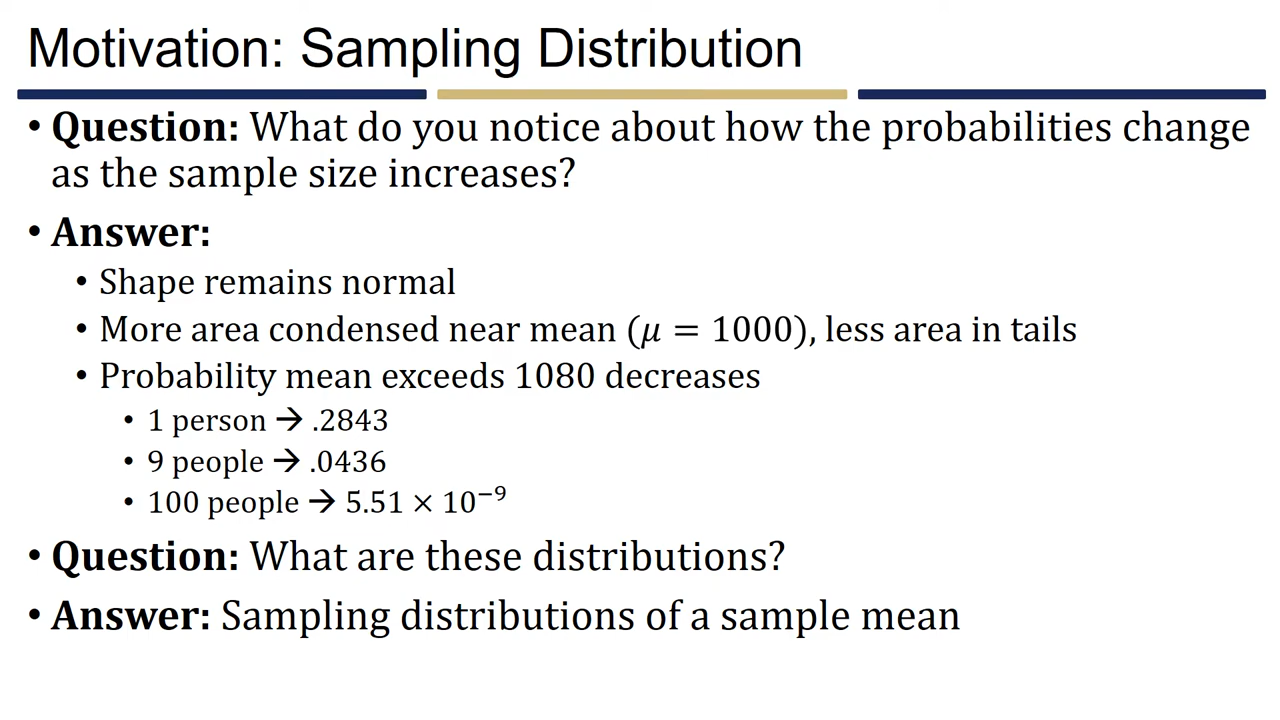 Motivation: Sampling Distribution
• Question: What do you notice about how the probabilities change
as the sample size increases?
• Answer:
• Shape remains normal
• More area condensed near mean (𝜇 = 1000), less area in tails
• Probability mean exceeds 1080 decreases
• 1 person → .2843
• 9 people → .0436
• 100 people → 5.51 × 10⁻⁹
• Question: What are these distributions?
• Answer: Sampling distributions of a sample mean